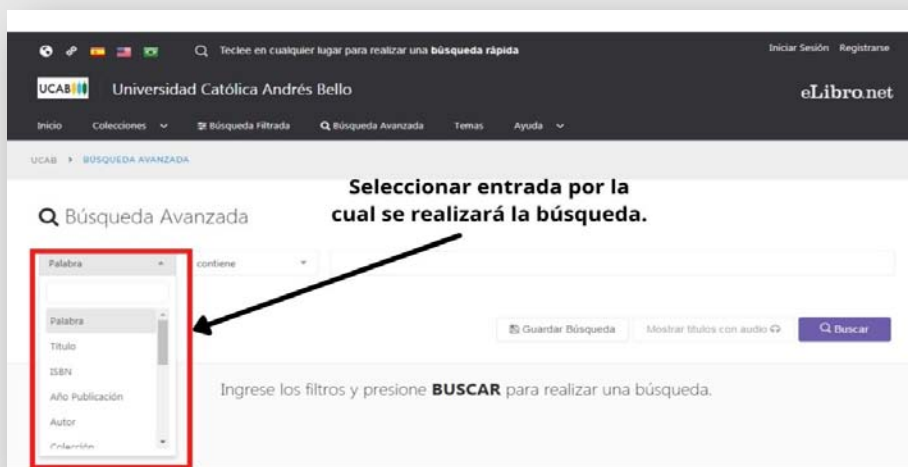 Teclee en cualquier lugar para realizar una búsqueda rápida
Iniciar Sesión Registrarse
UCAB Universidad Católica Andrés Bello
eLibro.net
Inicio Colecciones Búsqueda Filtrada Búsqueda Avanzada Temas Ayuda
UCAB BÚSQUEDA AVANZADA
Seleccionar entrada por la
cual se realizará la búsqueda.
Búsqueda Avanzada
Palabra contiene
Palabra
Título
ISBN
Año Publicación
Autor
Colección
Guardar Búsqueda Mostrar títulos con audio Buscar
Ingrese los filtros y presione BUSCAR para realizar una búsqueda.